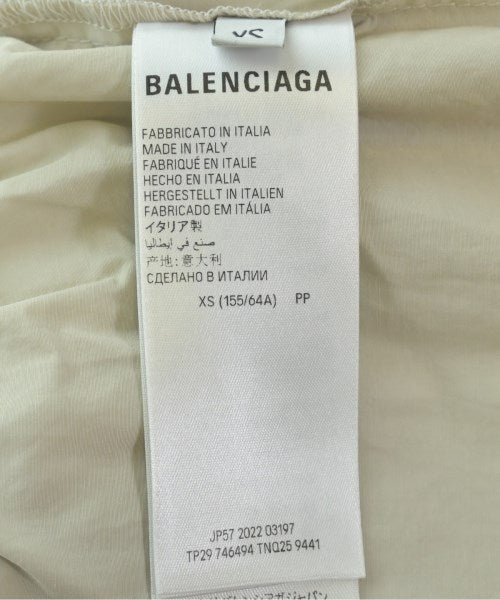 XS
BALENCIAGA
FABBRICATO IN ITALIA
MADE IN ITALY
FABRIQUÉ EN ITALIE
HECHO EN ITALIA
HERGESTELLT IN ITALIEN
FABRICADO EM ITÁLIA
イタリア製
صنع في ايطاليا
产地: 意大利
СДЕЛАНО В ИТАЛИИ
XS (155/64A) PP
JP57 2022 03197
TP29 746494 TNQ25 9441